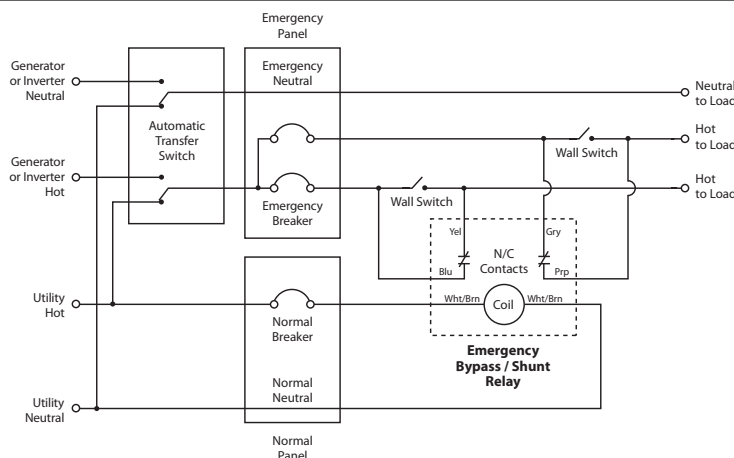 Emergency
Panel
Generator
or Inverter
Neutral
Emergency
Neutral
Neutral
to Load
Automatic
Transfer
Switch
Hot
to Load
Wall Switch
Generator
or Inverter
Hot
Emergency
Breaker
Wall Switch
Hot
to Load
Yel
Gry
N/C
Contacts
Blu
Prp
Utility
Hot
Normal
Breaker
Wht/Brn
Coil
Wht/Brn
Emergency
Bypass / Shunt
Relay
Normal
Neutral
Utility
Neutral
Normal
Panel